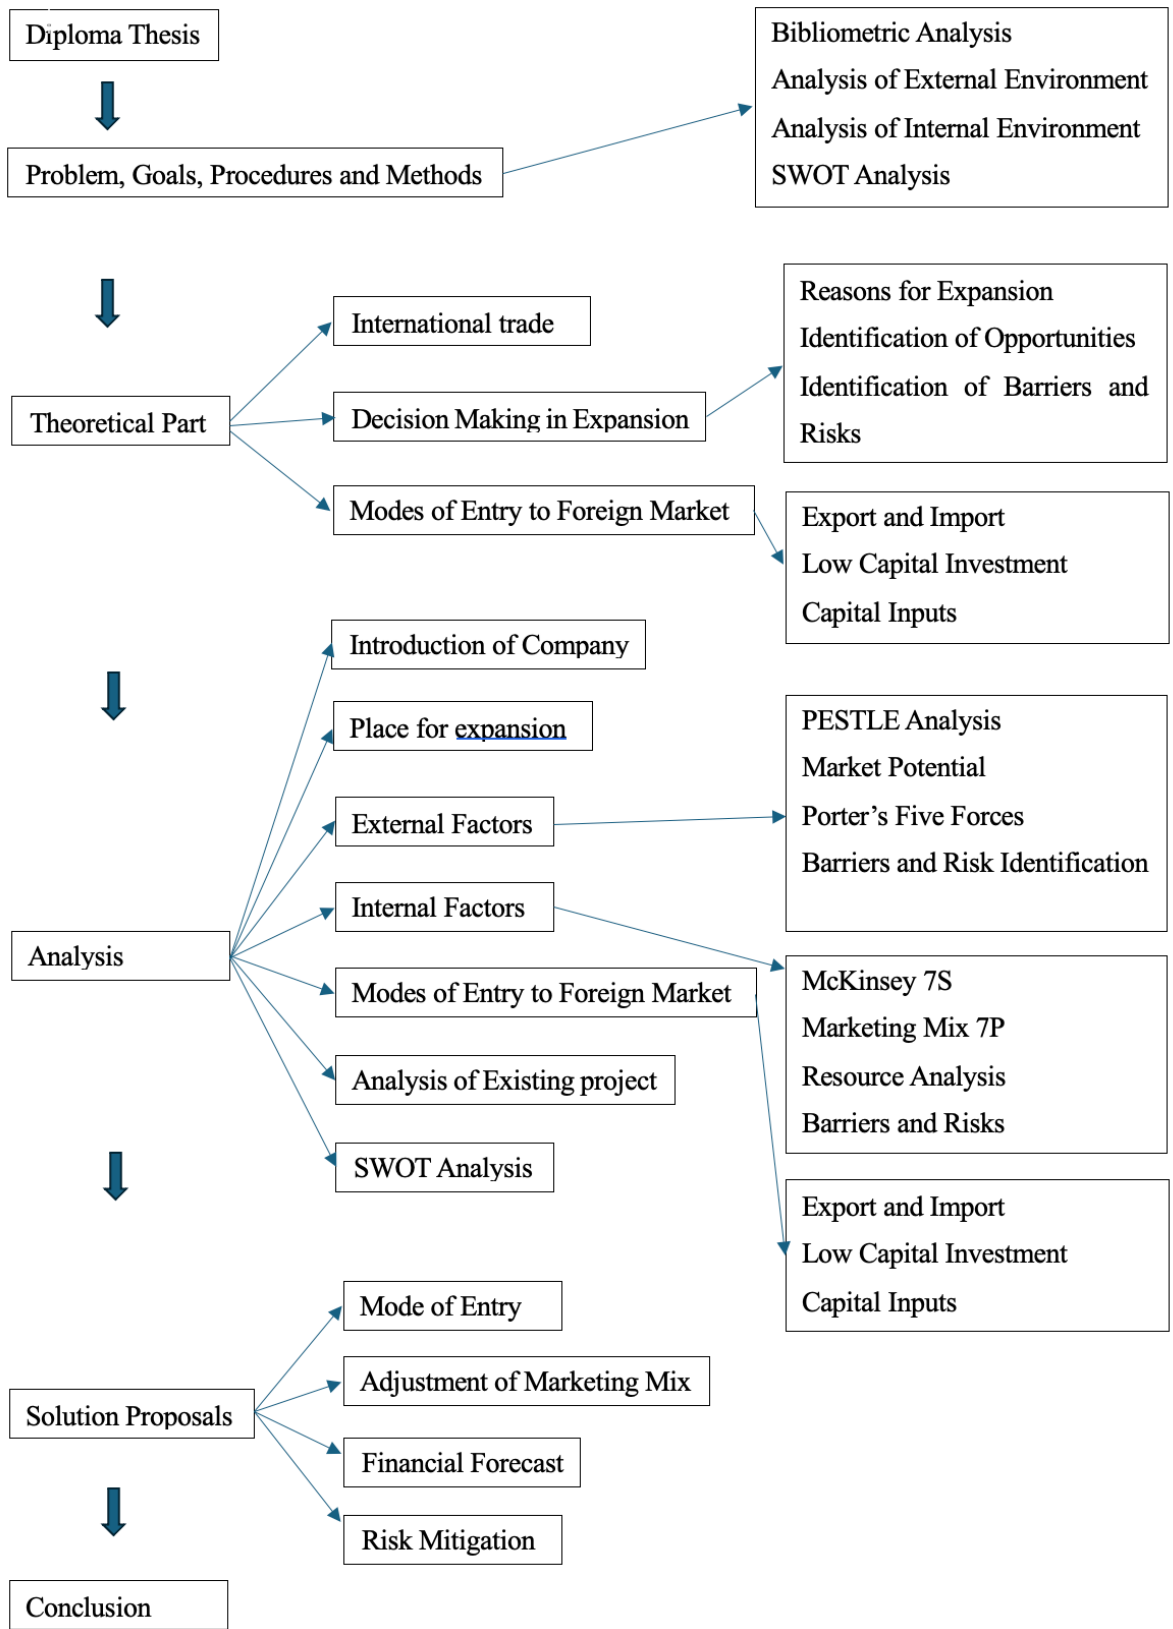 Diploma Thesis
Bibliometric Analysis
Analysis of External Environment
Analysis of Internal Environment
SWOT Analysis
Problem, Goals, Procedures and Methods
Theoretical Part
International trade
Decision Making in Expansion
Modes of Entry to Foreign Market
Reasons for Expansion
Identification of Opportunities
Identification of Barriers and
Risks
Export and Import
Low Capital Investment
Capital Inputs
Analysis
Introduction of Company
Place for expansion
External Factors
Internal Factors
Modes of Entry to Foreign Market
Analysis of Existing project
SWOT Analysis
PESTLE Analysis
Market Potential
Porter’s Five Forces
Barriers and Risk Identification
McKinsey 7S
Marketing Mix 7P
Resource Analysis
Barriers and Risks
Export and Import
Low Capital Investment
Capital Inputs
Solution Proposals
Mode of Entry
Adjustment of Marketing Mix
Financial Forecast
Risk Mitigation
Conclusion